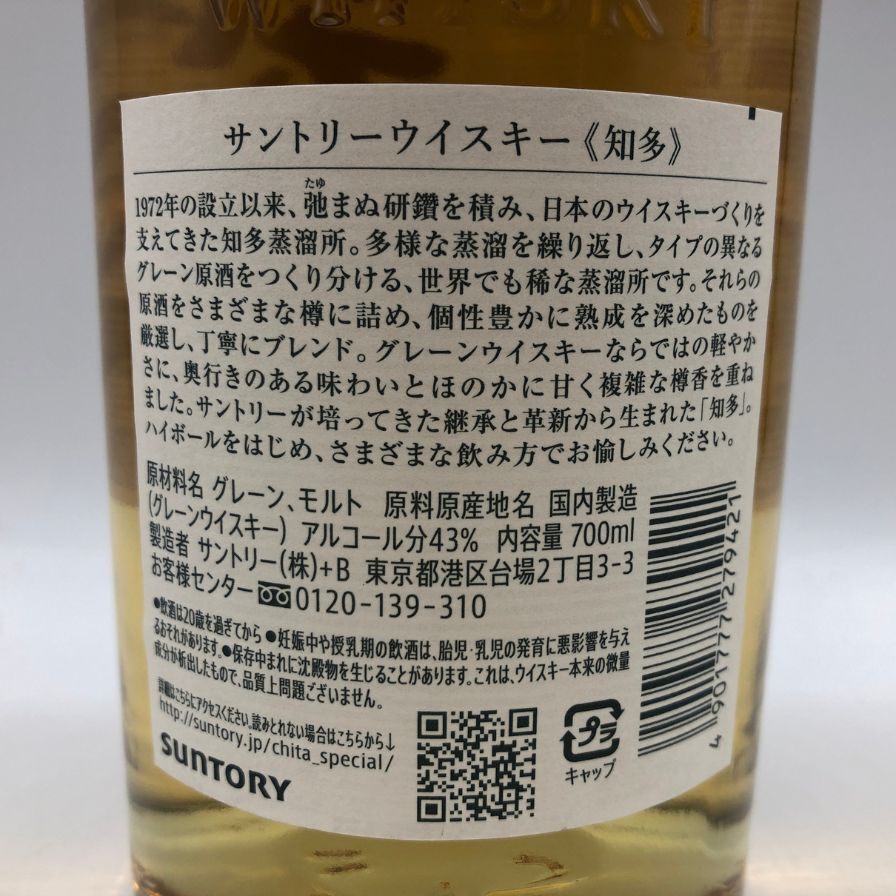 WHISKY
サントリーウイスキー《知多》
たゆ
1972年の設立以来、弛まぬ研鑽を積み、日本のウイスキーづくりを
支えてきた知多蒸溜所。多様な蒸溜を繰り返し、タイプの異なる
グレーン原酒をつくり分ける、世界でも稀な蒸溜所です。それらの
原酒をさまざまな樽に詰め、個性豊かに熟成を深めたものを
厳選し、丁寧にブレンド。グレーンウイスキーならではの軽やか
さに、奥行きのある味わいとほのかに甘く複雑な樽香を重ね
ました。サントリーが培ってきた継承と革新から生まれた「知多」。
ハイボールをはじめ、さまざまな飲み方でお愉しみください。
原材料名 グレーン、モルト 原料原産地名 国内製造
(グレーンウイスキー) アルコール分43% 内容量 700ml
製造者 サントリー(株)+B 東京都港区台場2丁目3-3
お客様センター 0120-139-310
●飲酒は20歳を過ぎてから ●妊娠中や授乳期の飲酒は、胎児・乳児の発育に悪影響を与え
るおそれがあります。●保存中まれに沈殿物を生じることがあります。これは、ウイスキー本来の微量
成分が析出したもので、品質上問題ございません。
詳細はこちらにアクセスください。読みとれない場合はこちらから↓
http://suntory.jp/chita_special/
SUNTORY
プラ
キャップ
4 901777 279421